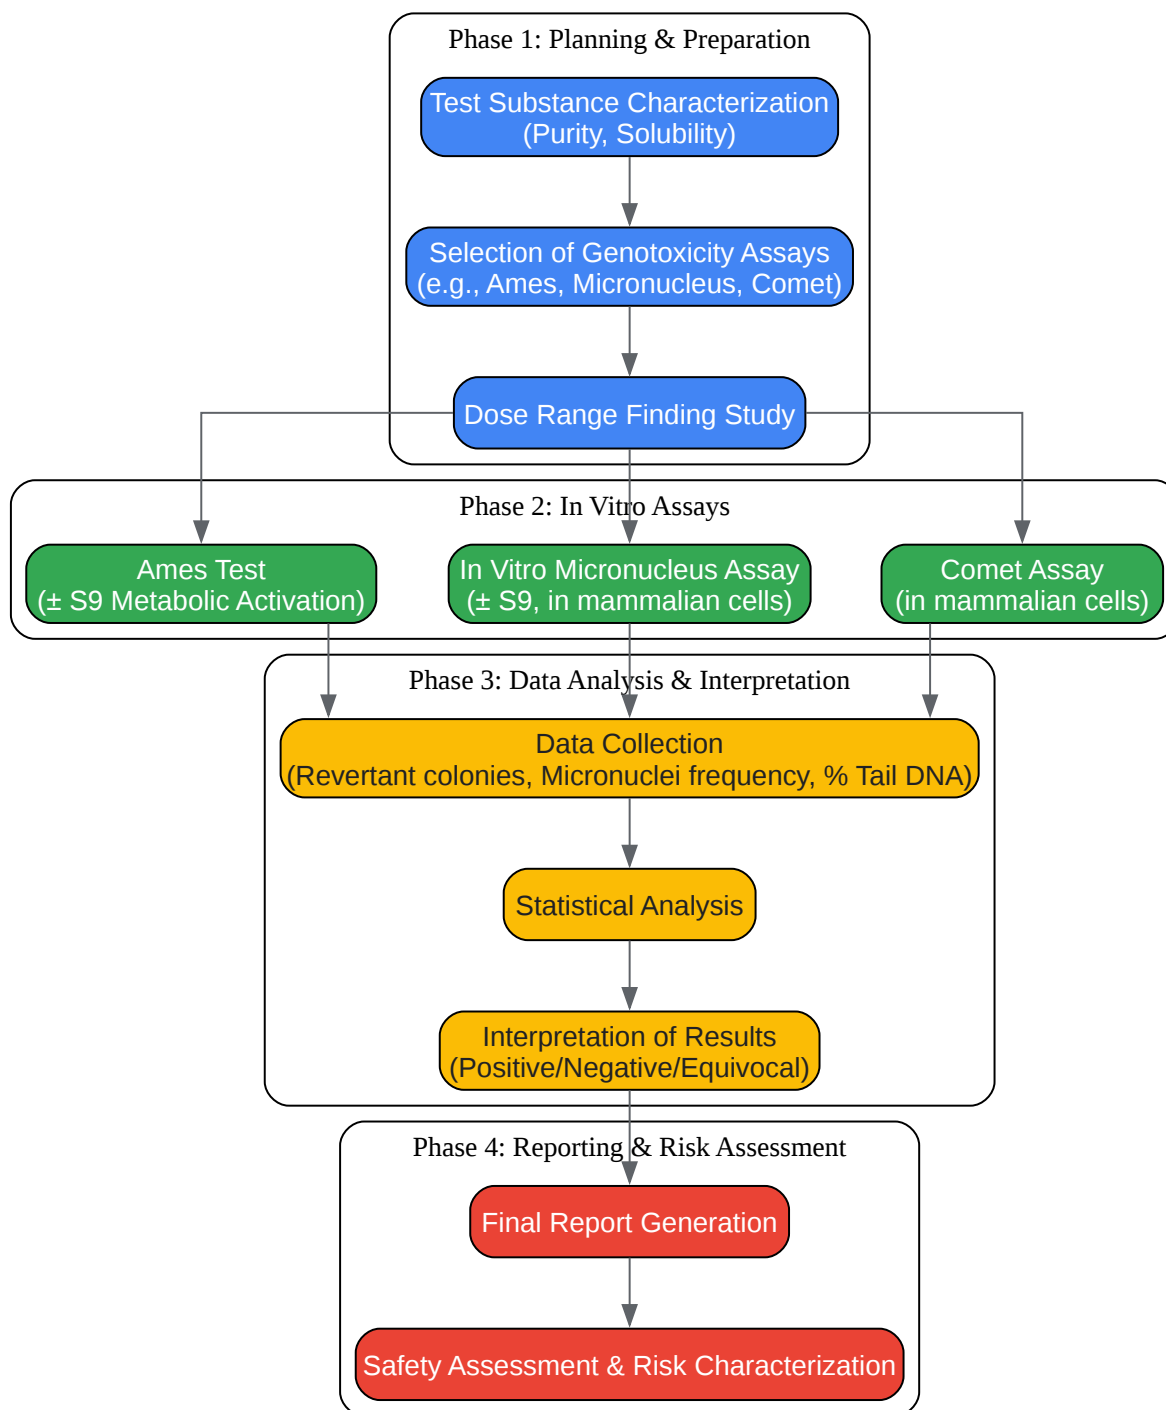 Phase 1: Planning & Preparation
Test Substance Characterization
(Purity, Solubility)
Selection of Genotoxicity Assays
(e.g., Ames, Micronucleus, Comet)
Dose Range Finding Study
Phase 2: In Vitro Assays
Ames Test
(± S9 Metabolic Activation)
In Vitro Micronucleus Assay
(± S9, in mammalian cells)
Comet Assay
(in mammalian cells)
Phase 3: Data Analysis & Interpretation
Data Collection
(Revertant colonies, Micronuclei frequency, % Tail DNA)
Statistical Analysis
Interpretation of Results
(Positive/Negative/Equivocal)
Phase 4: Reporting & Risk Assessment
Final Report Generation
Safety Assessment & Risk Characterization